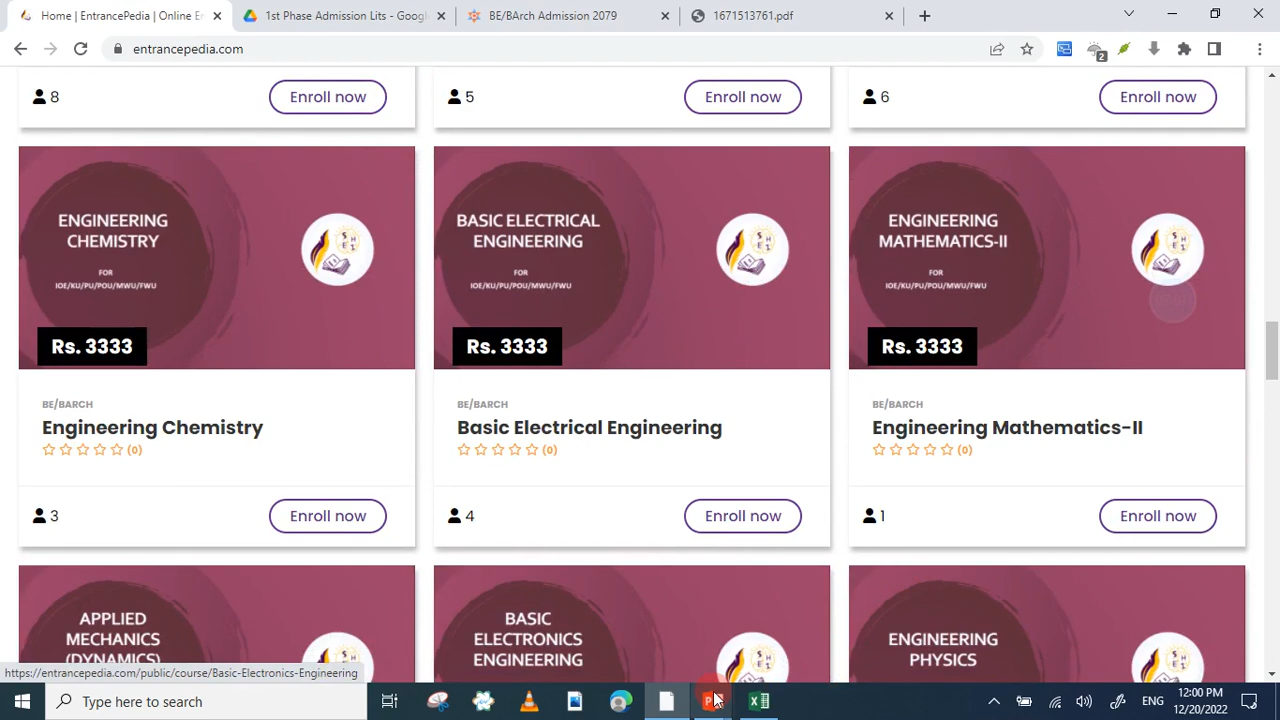 Home | EntrancePedia | Online E
1st Phase Admission Lits - Google
BE/BArch Admission 2079
1671513761.pdf
entrancepedia.com
2
8
Enroll now
5
Enroll now
6
Enroll now
ENGINEERING
CHEMISTRY
FOR
IOE/KU/PU/POU/MWU/FWU
Rs. 3333
BE/BARCH
Engineering Chemistry
(0)
3
Enroll now
BASIC ELECTRICAL
ENGINEERING
FOR
IOE/KU/PU/POU/MWU/FWU
Rs. 3333
BE/BARCH
Basic Electrical Engineering
(0)
4
Enroll now
ENGINEERING
MATHEMATICS-II
FOR
IOE/KU/PU/POU/MWU/FWU
Rs. 3333
BE/BARCH
Engineering Mathematics-II
(0)
1
Enroll now
APPLIED
MECHANICS
(DYNAMICS)
BASIC
ELECTRONICS
ENGINEERING
ENGINEERING
PHYSICS
https://entrancepedia.com/public/course/Basic-Electronics-Engineering
Type here to search
ENG
12:00 PM
12/20/2022